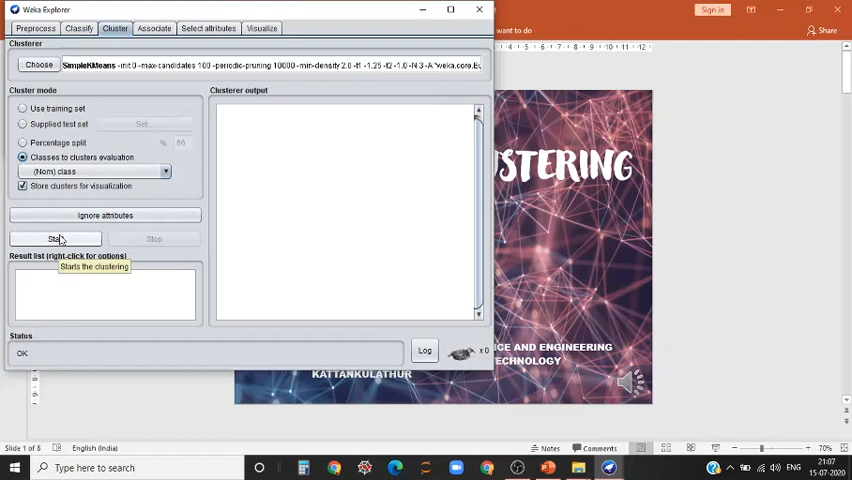 Weka Explorer
Sign in
Preprocess Classify Cluster Associate Select attributes Visualize
want to do
Share
Clusterer
Choose SimpleKMeans -init 0 -max-candidates 100 -periodic-pruning 10000 -min-density 2.0 -t1 -1.25 -t2 -1.0 -N 3 -A "weka.core.Eu
Cluster mode
Clusterer output
Use training set
Supplied test set Set...
Percentage split % 66
Classes to clusters evaluation
(Nom) class
Store clusters for visualization
Ignore attributes
Start Stop
Result list (right-click for options)
Starts the clustering
Status
OK
Log x 0
STERING
CE AND ENGINEERING
ECHNOLOGY
KATTANKULATHUR
Slide 1 of 8 English (India) Notes Comments 70%
Type here to search
ENG
21:07
15-07-2020